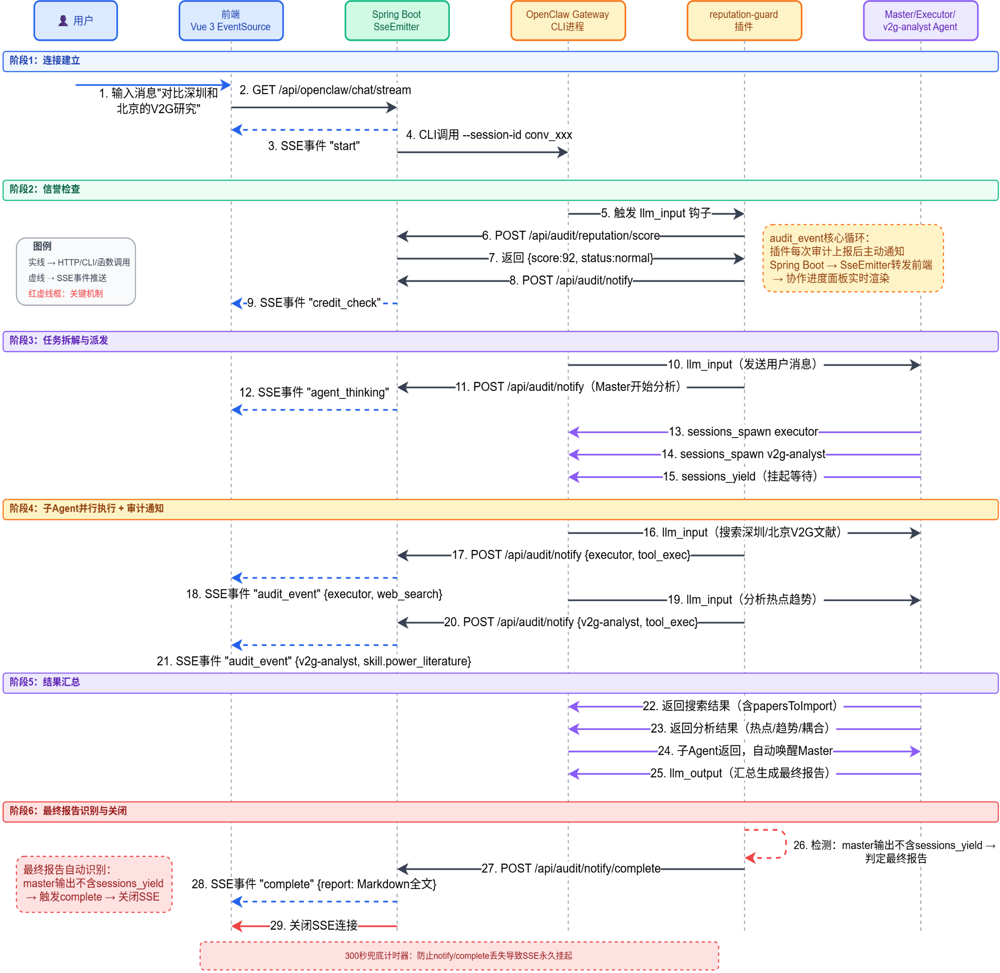 用户
前端
Vue 3 EventSource
Spring Boot
SseEmitter
OpenClaw Gateway
CLI进程
reputation-guard
插件
Master/Executor/
v2g-analyst Agent
阶段1：连接建立
1. 输入消息"对比深圳和
北京的V2G研究"
2. GET /api/openclaw/chat/stream
3. SSE事件 "start"
4. CLI调用 --session-id conv_xxx
阶段2：信誉检查
5. 触发 llm_input 钩子
6. POST /api/audit/reputation/score
7. 返回 {score:92, status:normal}
8. POST /api/audit/notify
9. SSE事件 "credit_check"
audit_event核心循环：
插件每次审计上报后主动通知
Spring Boot → SseEmitter转发前端
→ 协作进度面板实时渲染
图例
实线 → HTTP/CLI/函数调用
虚线 ⇢ SSE事件推送
红虚线框：关键机制
阶段3：任务拆解与派发
10. llm_input（发送用户消息）
11. POST /api/audit/notify（Master开始分析）
12. SSE事件 "agent_thinking"
13. sessions_spawn executor
14. sessions_spawn v2g-analyst
15. sessions_yield（挂起等待）
阶段4：子Agent并行执行 + 审计通知
16. llm_input（搜索深圳/北京V2G文献）
17. POST /api/audit/notify {executor, tool_exec}
18. SSE事件 "audit_event" {executor, web_search}
19. llm_input（分析热点趋势）
20. POST /api/audit/notify {v2g-analyst, tool_exec}
21. SSE事件 "audit_event" {v2g-analyst, skill.power_literature}
阶段5：结果汇总
22. 返回搜索结果（含papersToImport）
23. 返回分析结果（热点/趋势/耦合）
24. 子Agent返回，自动唤醒Master
25. llm_output（汇总生成最终报告）
阶段6：最终报告识别与关闭
26. 检测：master输出不含sessions_yield →
判定最终报告
27. POST /api/audit/notify/complete
28. SSE事件 "complete" {report: Markdown全文}
29. 关闭SSE连接
最终报告自动识别：
master输出不含sessions_yield
→ 触发complete → 关闭SSE
300秒兜底计时器：防止notify/complete丢失导致SSE永久挂起